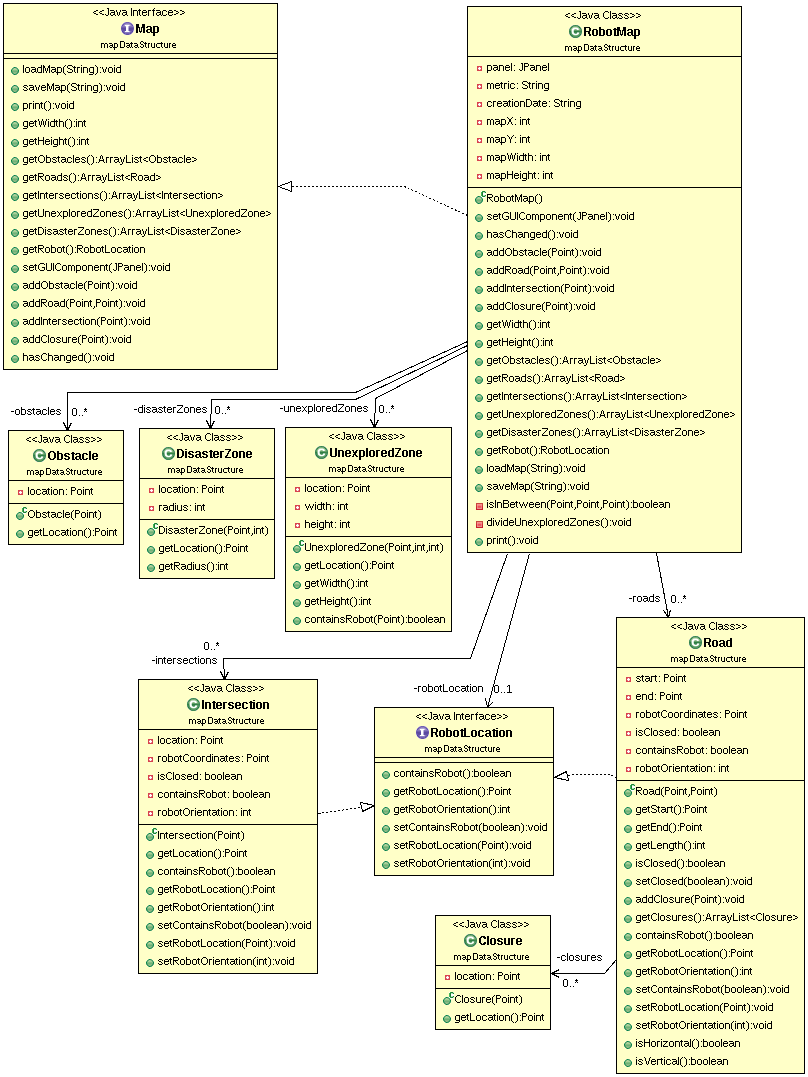 <<Java Interface>>
Map
mapDataStructure
loadMap(String):void
saveMap(String):void
print():void
getWidth():int
getHeight():int
getObstacles():ArrayList<Obstacle>
getRoads():ArrayList<Road>
getIntersections():ArrayList<Intersection>
getUnexploredZones():ArrayList<UnexploredZone>
getDisasterZones():ArrayList<DisasterZone>
getRobot():RobotLocation
setGUIComponent(JPanel):void
addObstacle(Point):void
addRoad(Point,Point):void
addIntersection(Point):void
addClosure(Point):void
hasChanged():void
<<Java Class>>
RobotMap
mapDataStructure
panel: JPanel
metric: String
creationDate: String
mapX: int
mapY: int
mapWidth: int
mapHeight: int
RobotMap()
setGUIComponent(JPanel):void
hasChanged():void
addObstacle(Point):void
addRoad(Point,Point):void
addIntersection(Point):void
addClosure(Point):void
getWidth():int
getHeight():int
getObstacles():ArrayList<Obstacle>
getRoads():ArrayList<Road>
getIntersections():ArrayList<Intersection>
getUnexploredZones():ArrayList<UnexploredZone>
getDisasterZones():ArrayList<DisasterZone>
getRobot():RobotLocation
loadMap(String):void
saveMap(String):void
isInBetween(Point,Point,Point):boolean
divideUnexploredZones():void
print():void
-obstacles 0..*
-disasterZones 0..*
-unexploredZones 0..*
<<Java Class>>
Obstacle
mapDataStructure
location: Point
Obstacle(Point)
getLocation():Point
<<Java Class>>
DisasterZone
mapDataStructure
location: Point
radius: int
DisasterZone(Point,int)
getLocation():Point
getRadius():int
<<Java Class>>
UnexploredZone
mapDataStructure
location: Point
width: int
height: int
UnexploredZone(Point,int,int)
getLocation():Point
getWidth():int
getHeight():int
containsRobot(Point):boolean
0..*
-intersections
-robotLocation 0..1
-roads 0..*
<<Java Class>>
Intersection
mapDataStructure
location: Point
robotCoordinates: Point
isClosed: boolean
containsRobot: boolean
robotOrientation: int
Intersection(Point)
getLocation():Point
containsRobot():boolean
getRobotLocation():Point
getRobotOrientation():int
setContainsRobot(boolean):void
setRobotLocation(Point):void
setRobotOrientation(int):void
<<Java Interface>>
RobotLocation
mapDataStructure
containsRobot():boolean
getRobotLocation():Point
getRobotOrientation():int
setContainsRobot(boolean):void
setRobotLocation(Point):void
setRobotOrientation(int):void
<<Java Class>>
Road
mapDataStructure
start: Point
end: Point
robotCoordinates: Point
isClosed: boolean
containsRobot: boolean
robotOrientation: int
Road(Point,Point)
getStart():Point
getEnd():Point
getLength():int
isClosed():boolean
setClosed(boolean):void
addClosure(Point):void
getClosures():ArrayList<Closure>
containsRobot():boolean
getRobotLocation():Point
getRobotOrientation():int
setContainsRobot(boolean):void
setRobotLocation(Point):void
setRobotOrientation(int):void
isHorizontal():boolean
isVertical():boolean
<<Java Class>>
Closure
mapDataStructure
location: Point
Closure(Point)
getLocation():Point
-closures
0..*